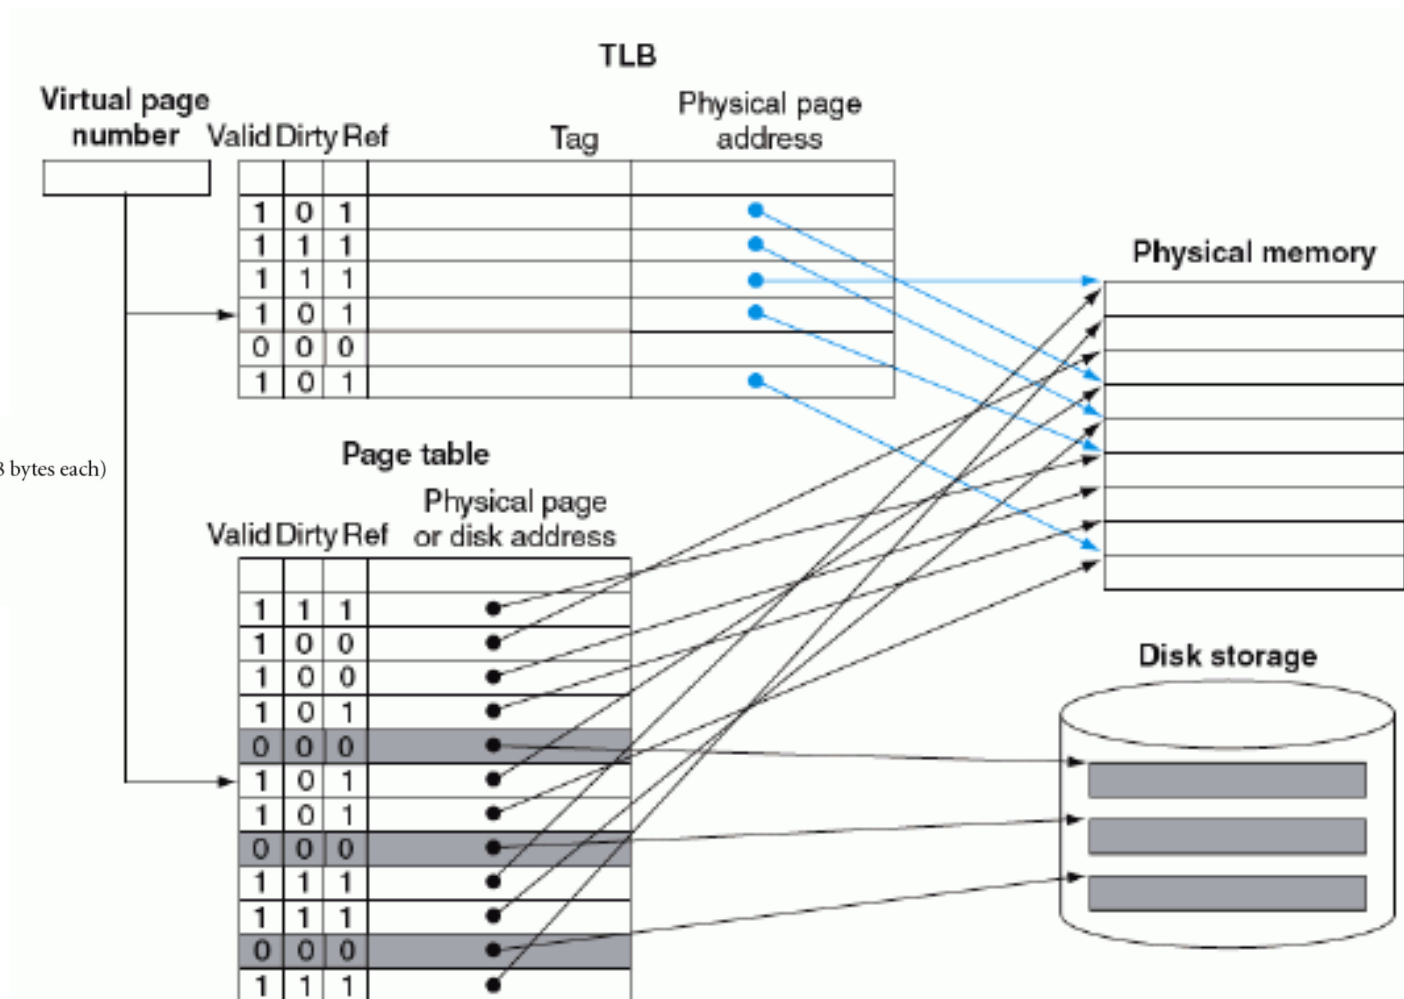 TLB
Virtual page
number
Valid Dirty Ref
Tag
Physical page
address
1 0 1
1 1 1
1 1 1
1 0 1
0 0 0
1 0 1
Physical memory
bytes each)
Page table
Physical page
or disk address
Valid Dirty Ref
1 1 1
1 0 0
1 0 0
1 0 1
0 0 0
1 0 1
1 0 1
0 0 0
1 1 1
1 1 1
0 0 0
1 1 1
Disk storage